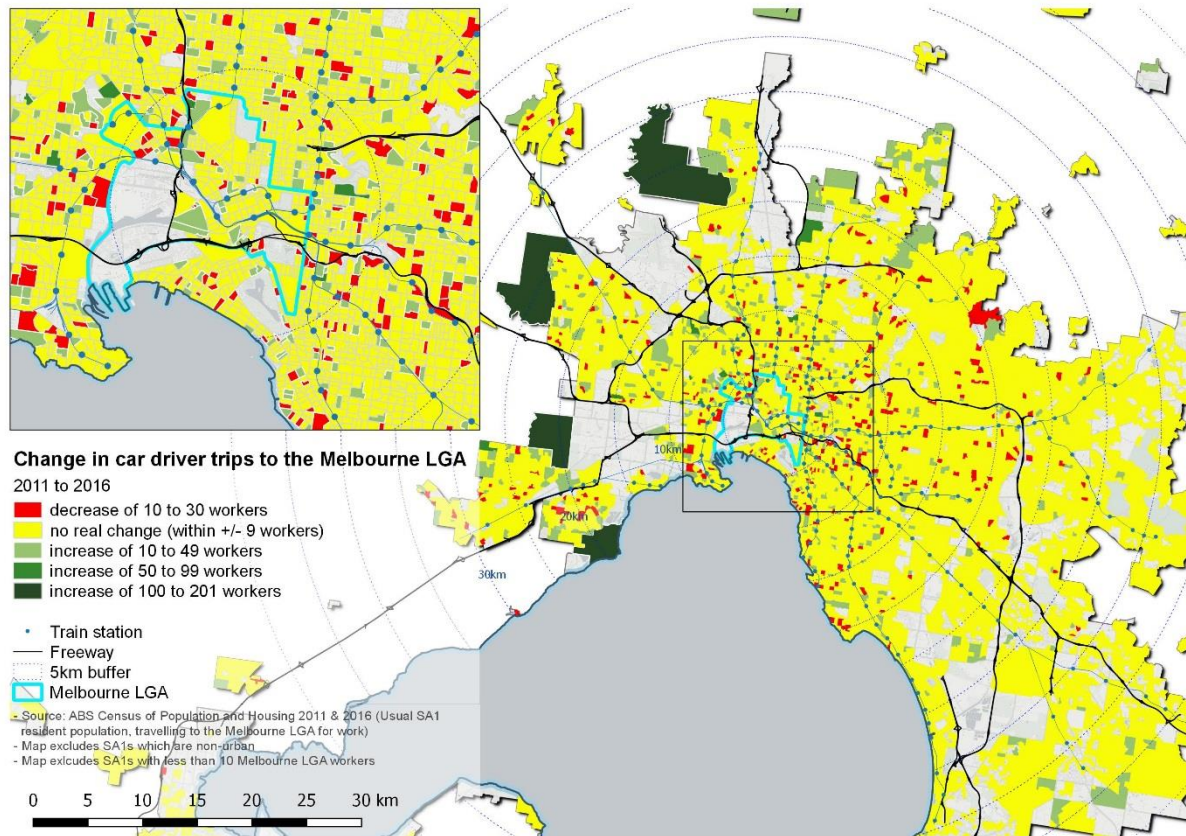 Change in car driver trips to the Melbourne LGA
2011 to 2016
decrease of 10 to 30 workers
no real change (within +/- 9 workers)
increase of 10 to 49 workers
increase of 50 to 99 workers
increase of 100 to 201 workers
Train station
Freeway
5km buffer
Melbourne LGA
- Source: ABS Census of Population and Housing 2011 & 2016 (Usual SA1
resident population, travelling to the Melbourne LGA for work)
- Map excludes SA1s which are non-urban
- Map exlcudes SA1s with less than 10 Melbourne LGA workers
0 5 10 15 20 25 30 km
10km
20km
30km